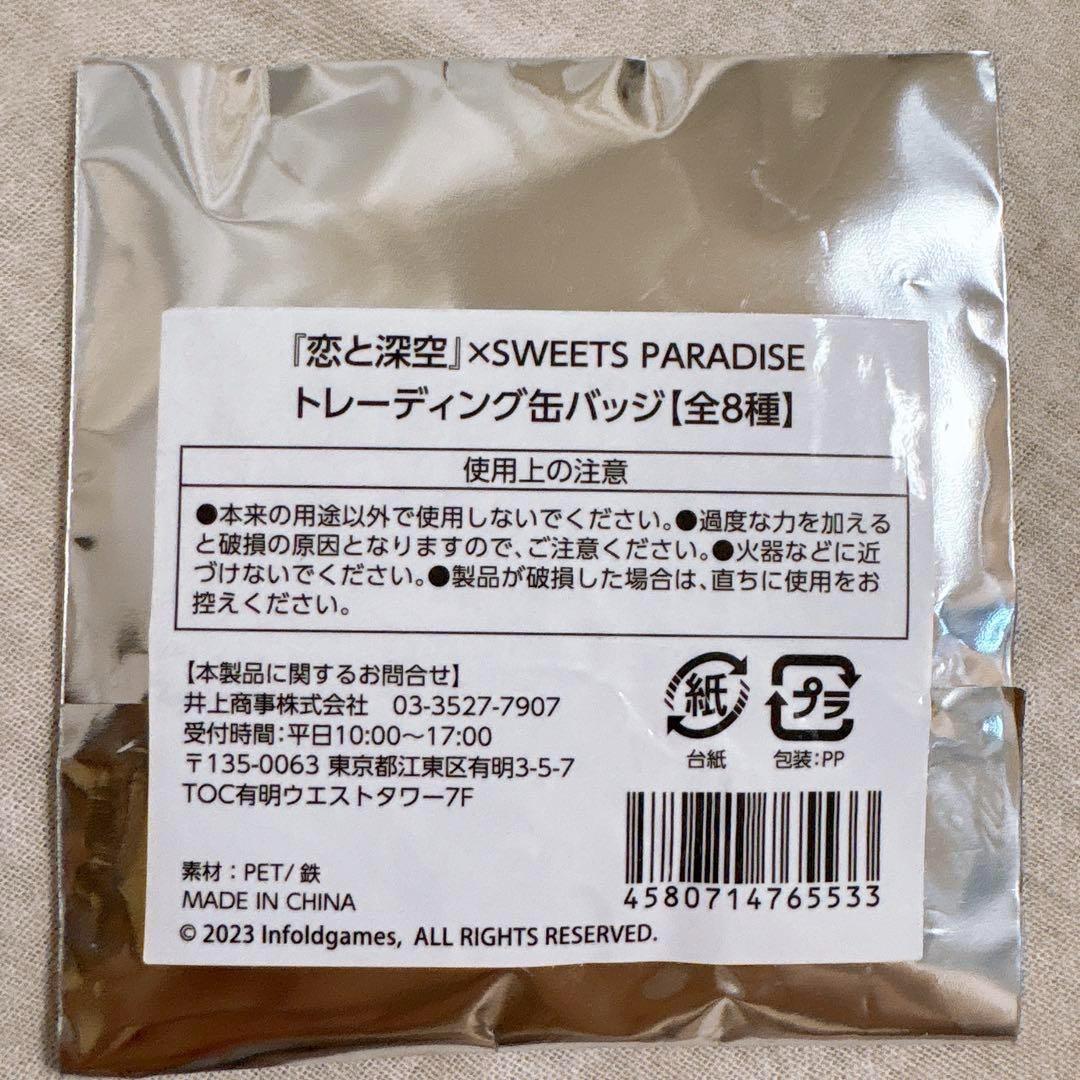 『恋と深空』×SWEETS PARADISE
トレーディング缶バッジ【全8種】
使用上の注意
●本来の用途以外で使用しないでください。●過度な力を加える
と破損の原因となりますので、ご注意ください。●火器などに近
づけないでください。●製品が破損した場合は、直ちに使用をお
控えください。
【本製品に関するお問合せ】
井上商事株式会社　03-3527-7907
受付時間：平日10:00～17:00
〒135-0063 東京都江東区有明3-5-7
TOC有明ウエストタワー7F
紙
台紙
プラ
包装：PP
素材：PET/ 鉄
MADE IN CHINA
4580714765533
© 2023 Infoldgames, ALL RIGHTS RESERVED.